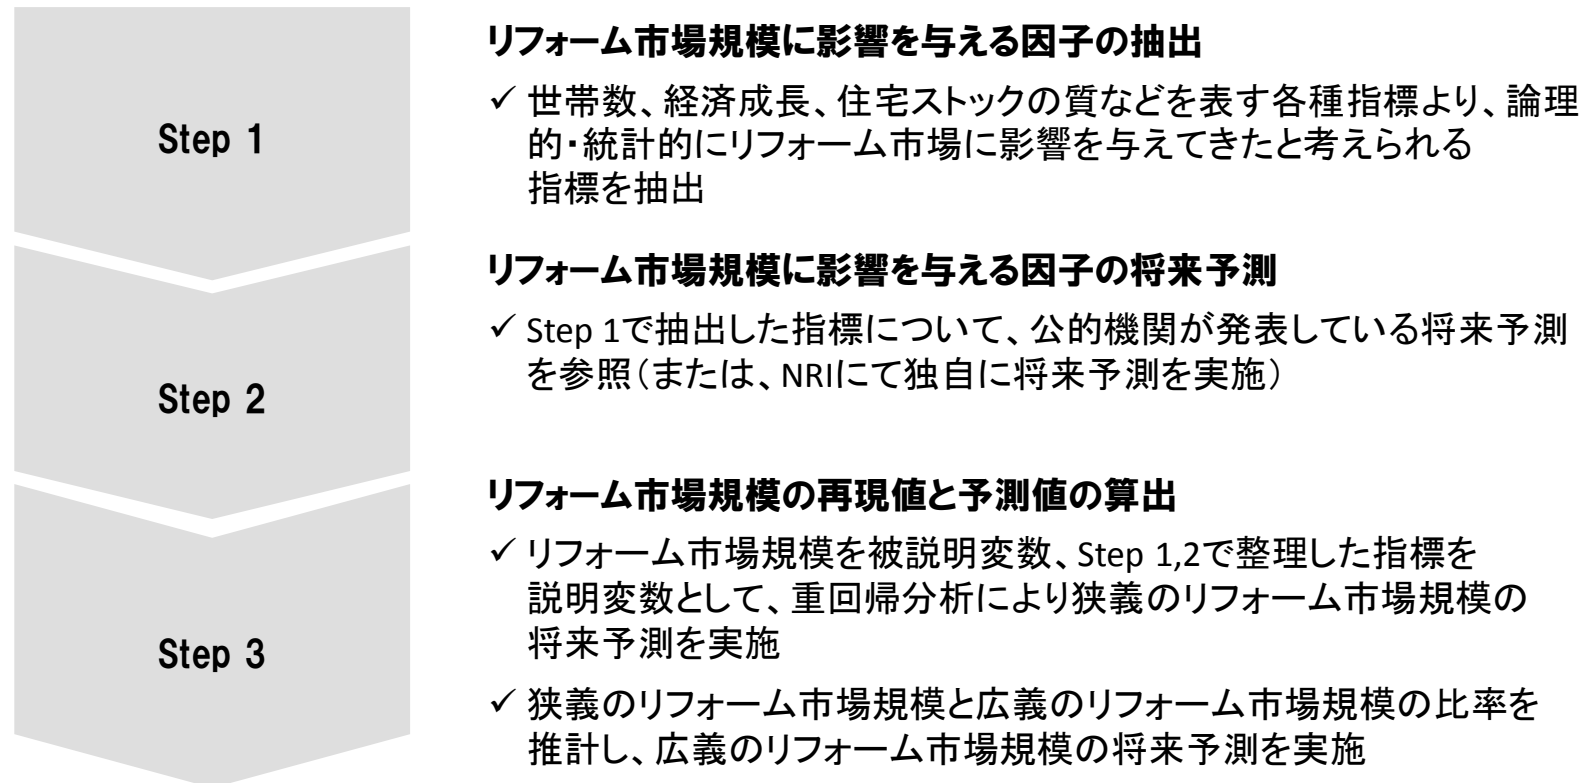 リフォーム市場規模に影響を与える因子の抽出
✓ 世帯数、経済成長、住宅ストックの質などを表す各種指標より、論理
的・統計的にリフォーム市場に影響を与えてきたと考えられる
指標を抽出
Step 1
リフォーム市場規模に影響を与える因子の将来予測
✓ Step 1で抽出した指標について、公的機関が発表している将来予測
を参照（または、NRIにて独自に将来予測を実施）
Step 2
リフォーム市場規模の再現値と予測値の算出
✓ リフォーム市場規模を被説明変数、Step 1,2で整理した指標を
説明変数として、重回帰分析により狭義のリフォーム市場規模の
将来予測を実施
Step 3
✓ 狭義のリフォーム市場規模と広義のリフォーム市場規模の比率を
推計し、広義のリフォーム市場規模の将来予測を実施